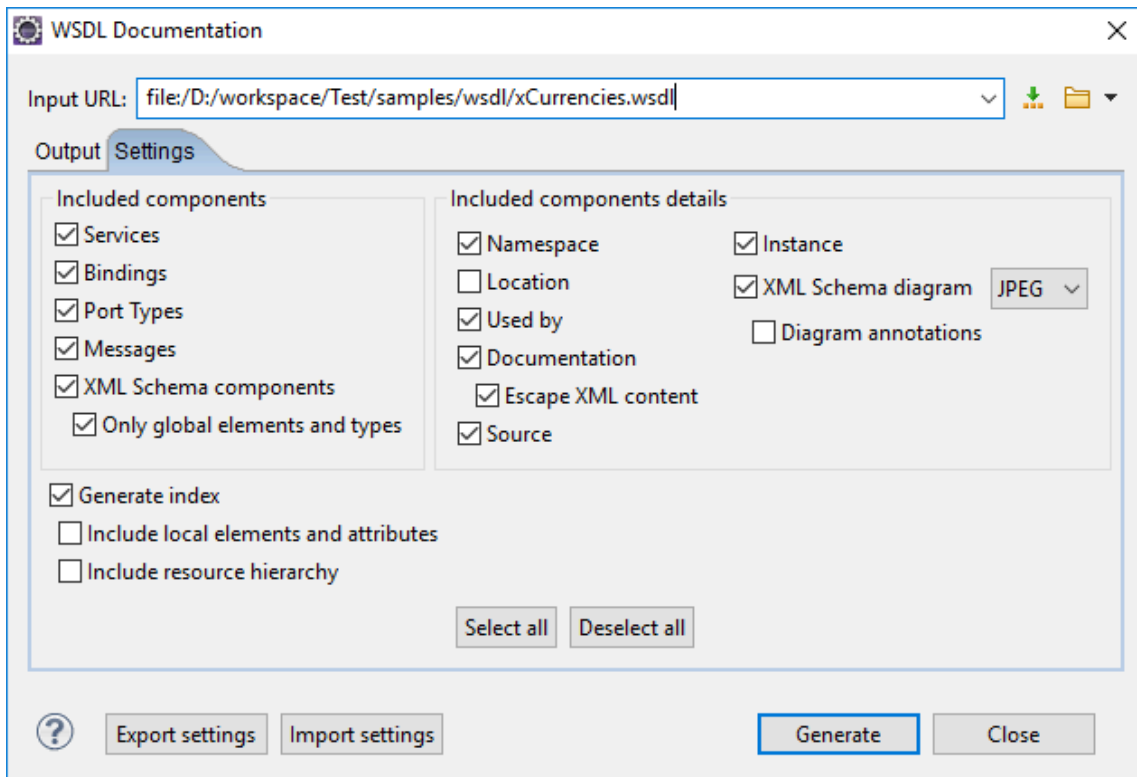 WSDL Documentation
Input URL: file:/D:/workspace/Test/samples/wsdl/xCurrencies.wsdl
Output Settings
Included components
Services
Bindings
Port Types
Messages
XML Schema components
Only global elements and types
Included components details
Namespace
Location
Used by
Documentation
Escape XML content
Source
Instance
XML Schema diagram JPEG
Diagram annotations
Generate index
Include local elements and attributes
Include resource hierarchy
Select all Deselect all
? Export settings Import settings Generate Close